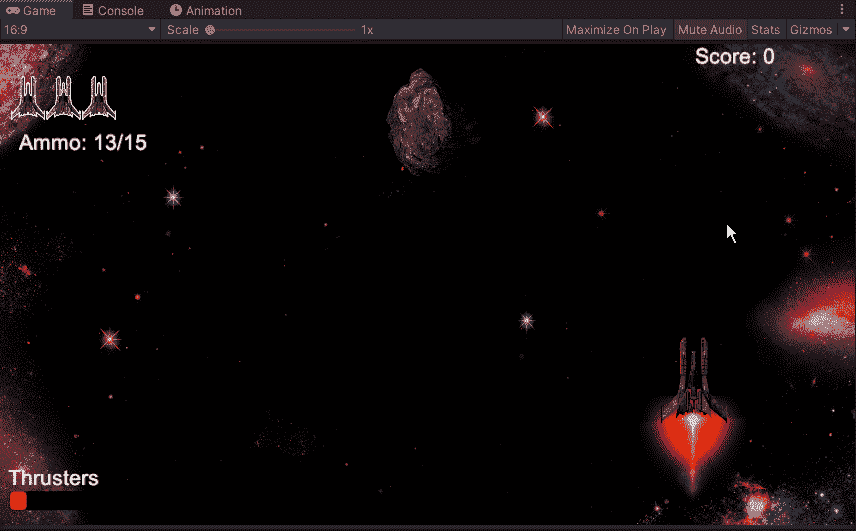 Game Console Animation
16:9 Scale 1x Maximize On Play Mute Audio Stats Gizmos
Score: 0
Ammo: 13/15
Thrusters